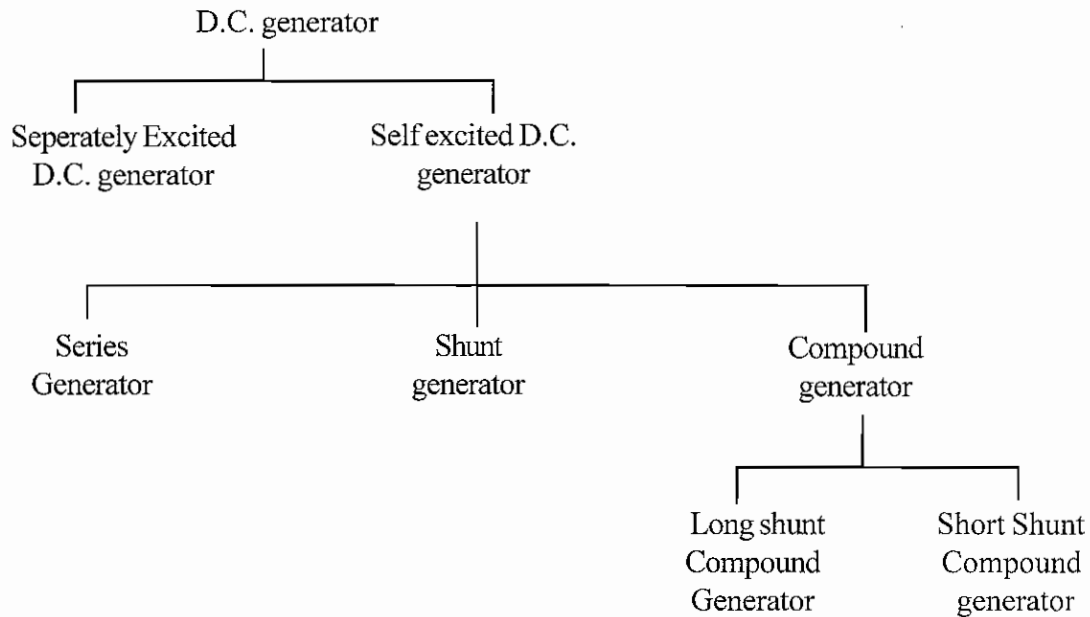 D.C. generator
Seperately Excited
D.C. generator
Self excited D.C.
generator
Series
Generator
Shunt
generator
Compound
generator
Long shunt
Compound
Generator
Short Shunt
Compound
generator